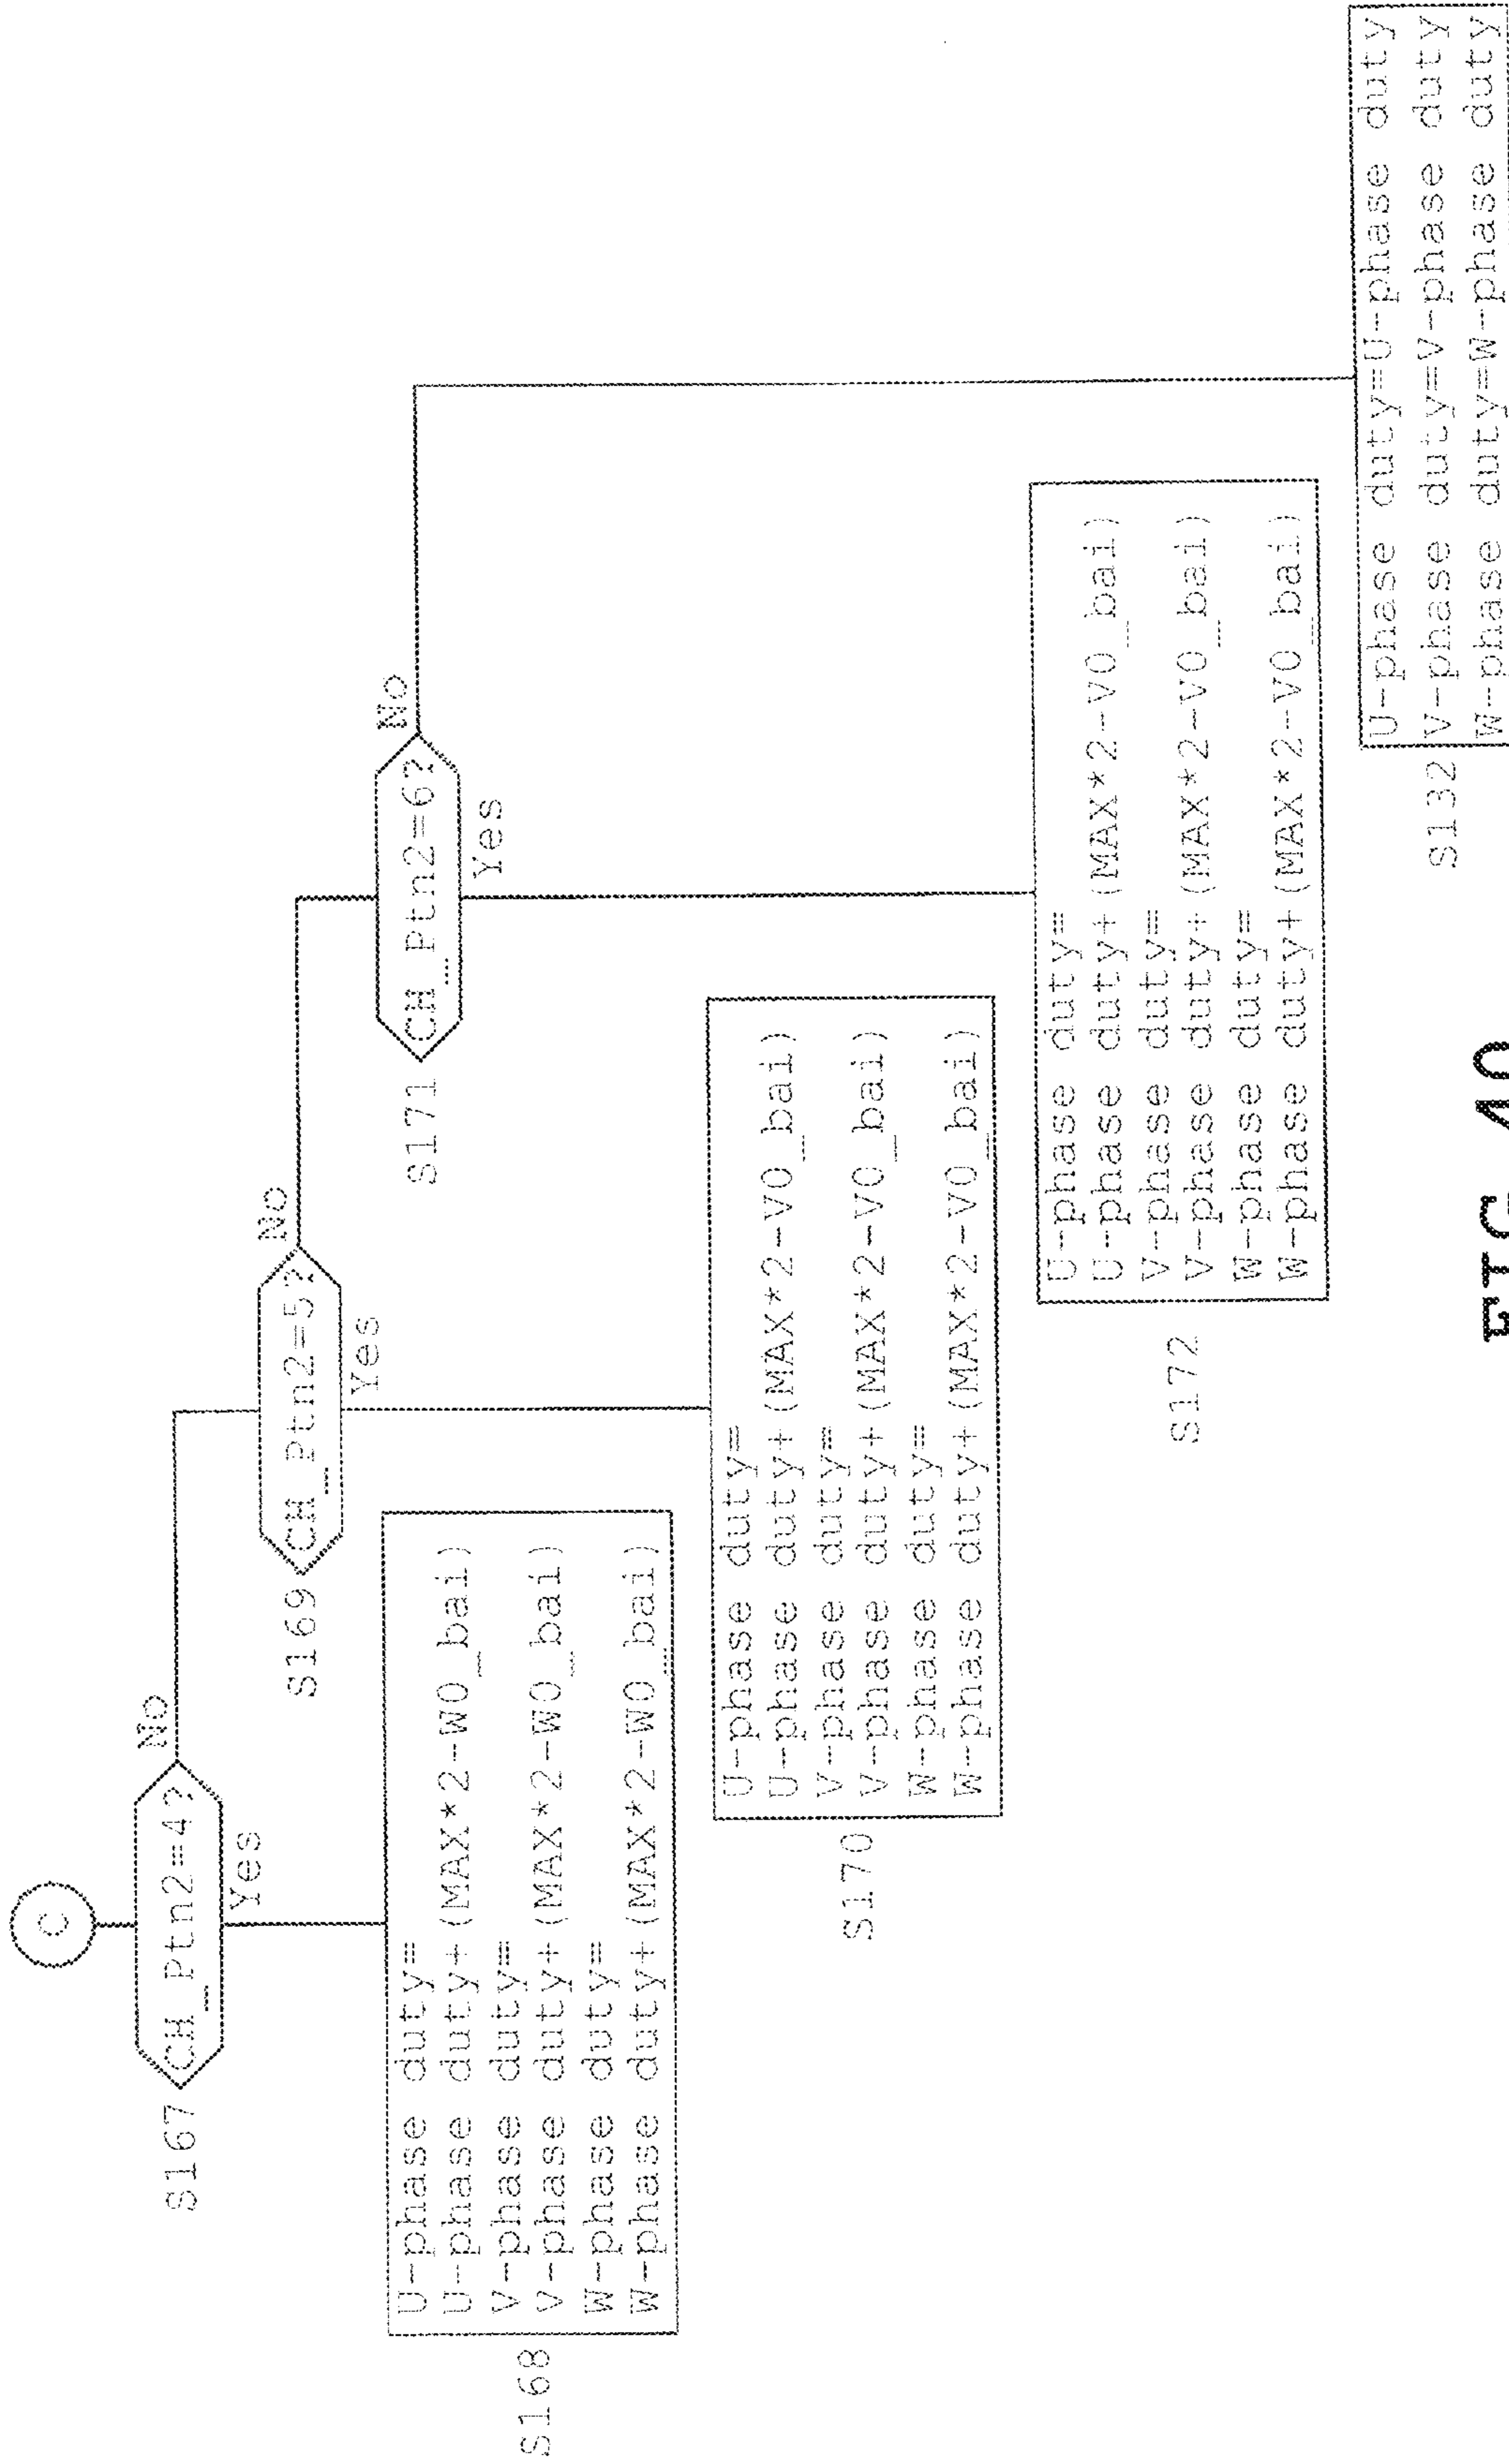 C
S167
CH_Ptn2=4?
No
Yes
S168
U-phase duty=
U-phase duty+(MAX*2-W0_bai)
V-phase duty=
V-phase duty+(MAX*2-W0_bai)
W-phase duty=
W-phase duty+(MAX*2-W0_bai)
S169
CH_Ptn2=5?
No
Yes
S170
U-phase duty=
U-phase duty+(MAX*2-V0_bai)
V-phase duty=
V-phase duty+(MAX*2-V0_bai)
W-phase duty=
W-phase duty+(MAX*2-V0_bai)
S171
CH_Ptn2=6?
No
Yes
S172
U-phase duty=
U-phase duty+(MAX*2-V0_bai)
V-phase duty=
V-phase duty+(MAX*2-V0_bai)
W-phase duty=
W-phase duty+(MAX*2-V0_bai)
S132
U-phase duty=U-phase duty
V-phase duty=V-phase duty
W-phase duty=W-phase duty